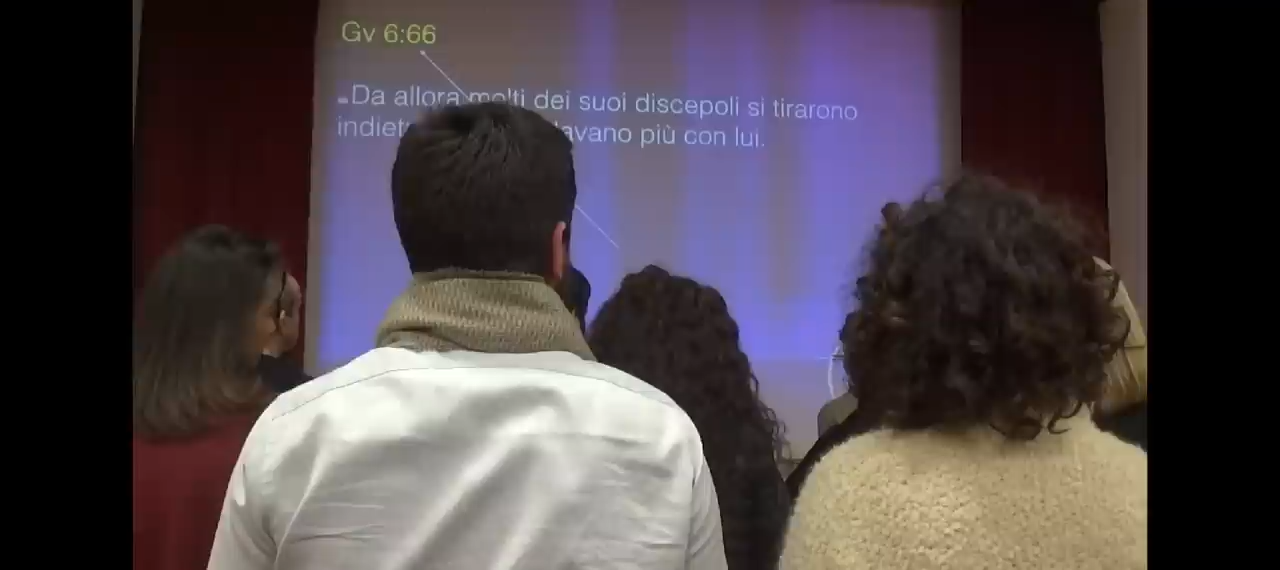 Gv 6:66
Da allora molti dei suoi discepoli si tirarono
più con lui.